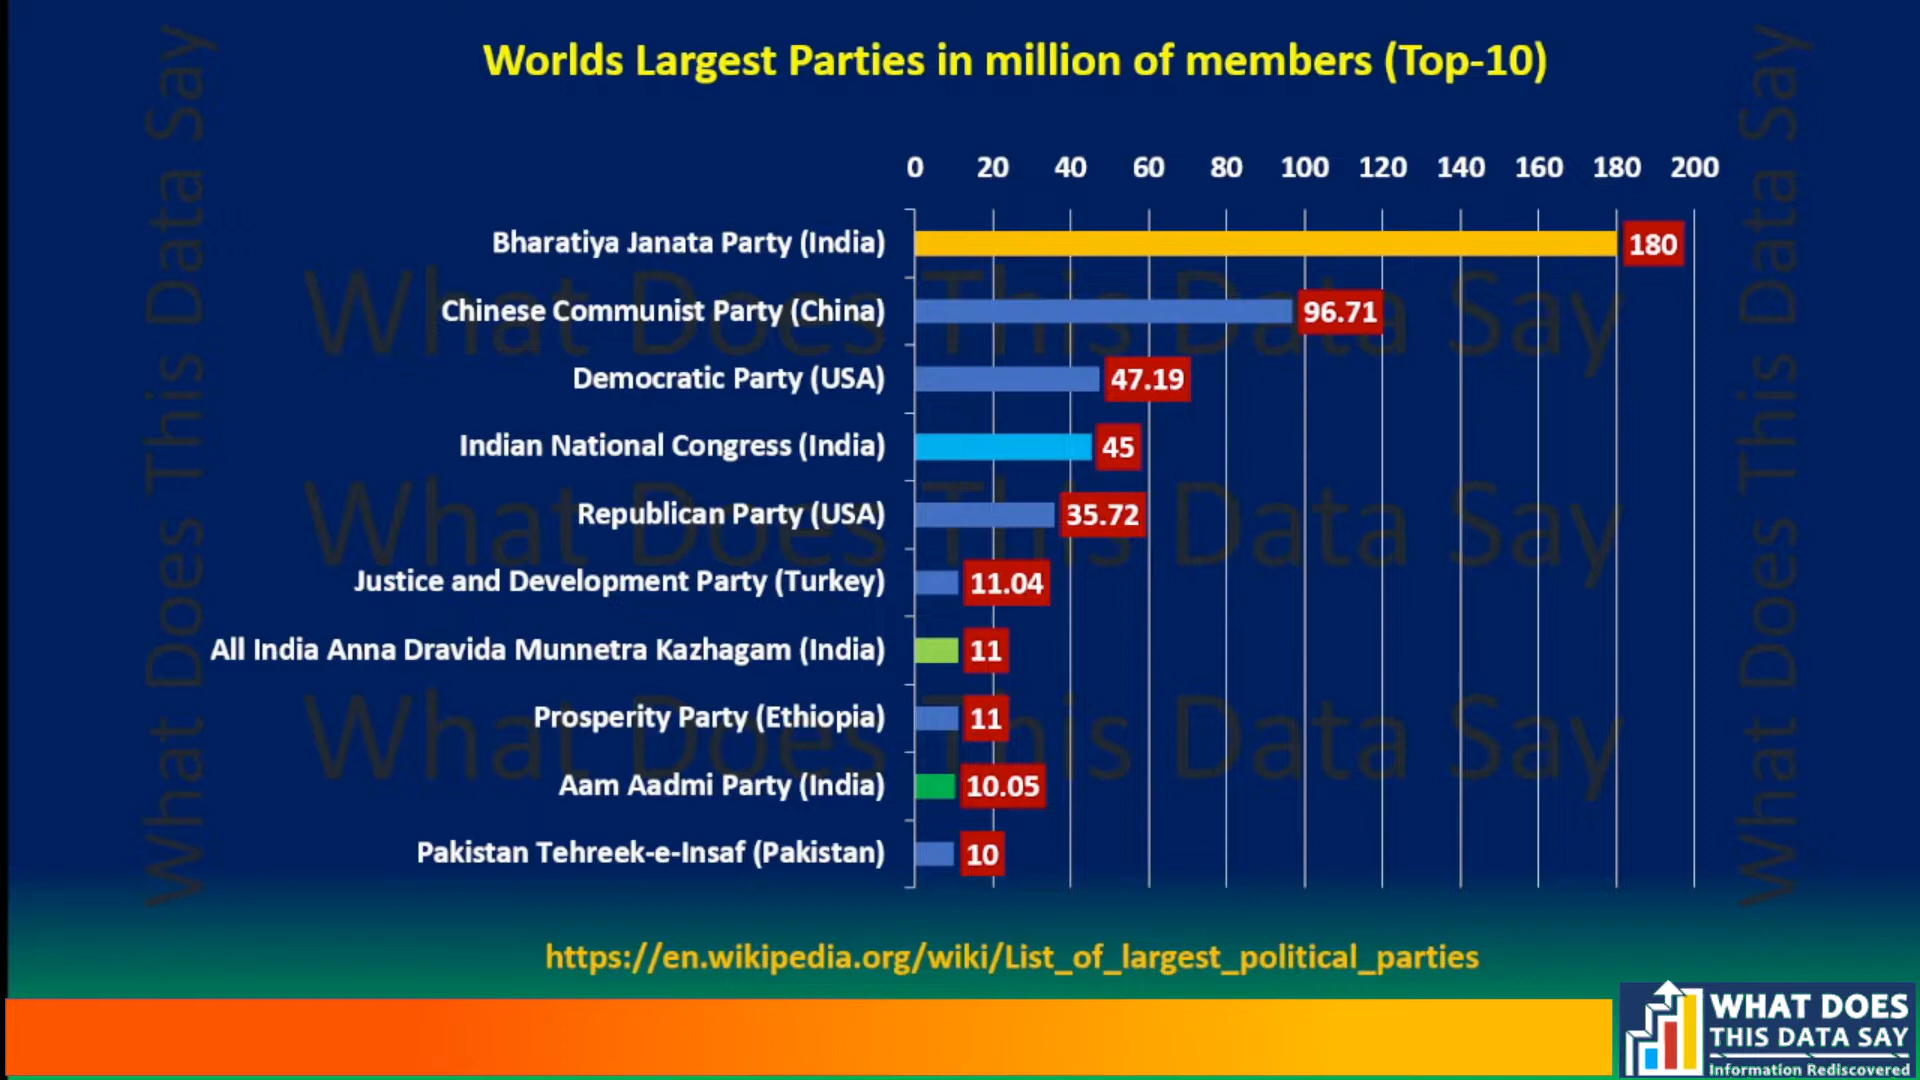 Worlds Largest Parties in million of members (Top-10)
0 20 40 60 80 100 120 140 160 180 200
Bharatiya Janata Party (India) 180
Chinese Communist Party (China) 96.71
Democratic Party (USA) 47.19
Indian National Congress (India) 45
Republican Party (USA) 35.72
Justice and Development Party (Turkey) 11.04
All India Anna Dravida Munnetra Kazhagam (India) 11
Prosperity Party (Ethiopia) 11
Aam Aadmi Party (India) 10.05
Pakistan Tehreek-e-Insaf (Pakistan) 10
What Does This Data Say
What Does This Data Say
What Does This Data Say
What Does This Data Say
What Does This Data Say
https://en.wikipedia.org/wiki/List_of_largest_political_parties
WHAT DOES
THIS DATA SAY
Information Rediscovered